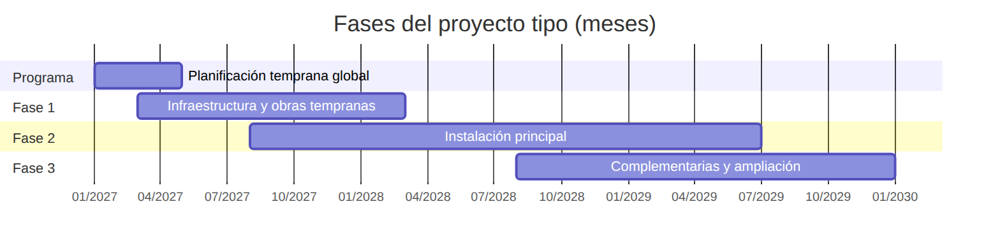 Fases del proyecto tipo (meses)
Programa
Planificación temprana global
Fase 1
Infraestructura y obras tempranas
Fase 2
Instalación principal
Fase 3
Complementarias y ampliación
01/2027
04/2027
07/2027
10/2027
01/2028
04/2028
07/2028
10/2028
01/2029
04/2029
07/2029
10/2029
01/2030